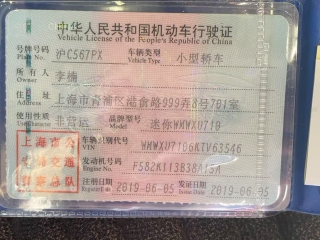 中华人民共和国机动车行驶证
Vehicle License of the People's Republic of China
号牌号码 沪C567PX 车辆类型 小型轿车
Plate No. Vehicle Type
所有人 李楠
Owner
住址 上海市青浦区 999弄8号701室
Address
使用性质 非营运 品牌型号 迷你WMWXU710
Use Character Model
上海市公 车辆识别代号 WMWXU7106KTV63546
安局交通 VIN
警察总队 发动机号码 F582K113B38A15A
Engine No.
注册日期 2019-06-05 发证日期 2019-06-05
Register Date Issue Date